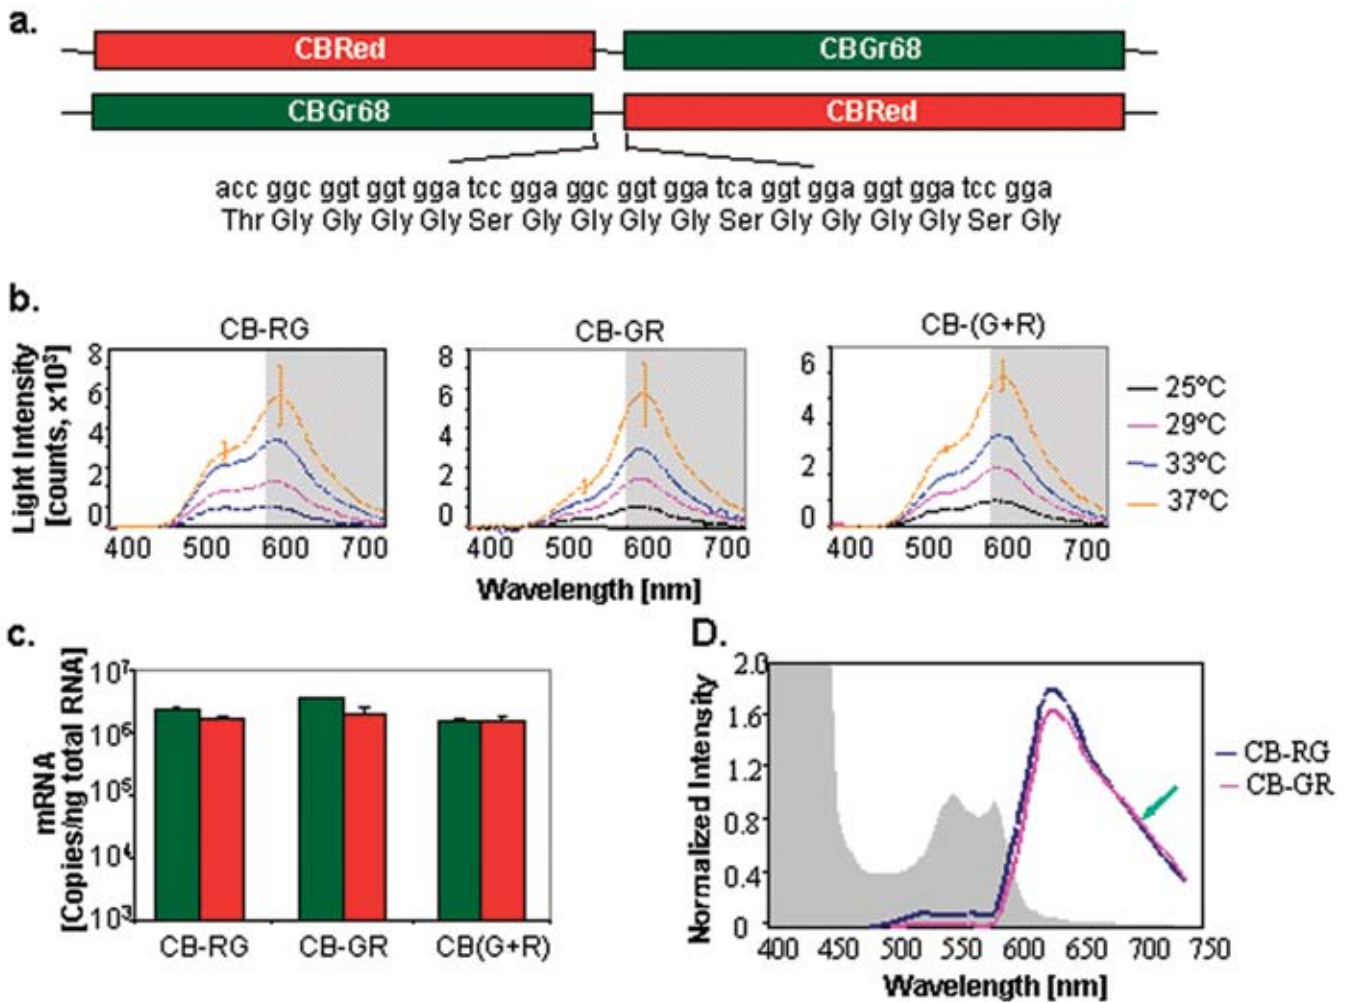 a.
CBRed CBGr68
CBGr68 CBRed
acc ggc ggt ggt gga tcc gga ggc ggt gga tca ggt gga ggt gga tcc gga
Thr Gly Gly Gly Gly Ser Gly Gly Gly Gly Ser Gly Gly Gly Gly Ser Gly
b.
CB-RG CB-GR CB-(G+R)
Light Intensity
[counts, x10³]
8 6 4 2 0
8 6 4 2 0
6 4 2 0
400 500 600 700
400 500 600 700
400 500 600 700
Wavelength [nm]
25°C
29°C
33°C
37°C
c.
mRNA
[Copies/ng total RNA]
10⁷
10⁶
10⁵
10⁴
10³
CB-RG CB-GR CB(G+R)
D.
Normalized Intensity
2.0
1.6
1.2
0.8
0.4
0
400 450 500 550 600 650 700 750
Wavelength [nm]
CB-RG
CB-GR